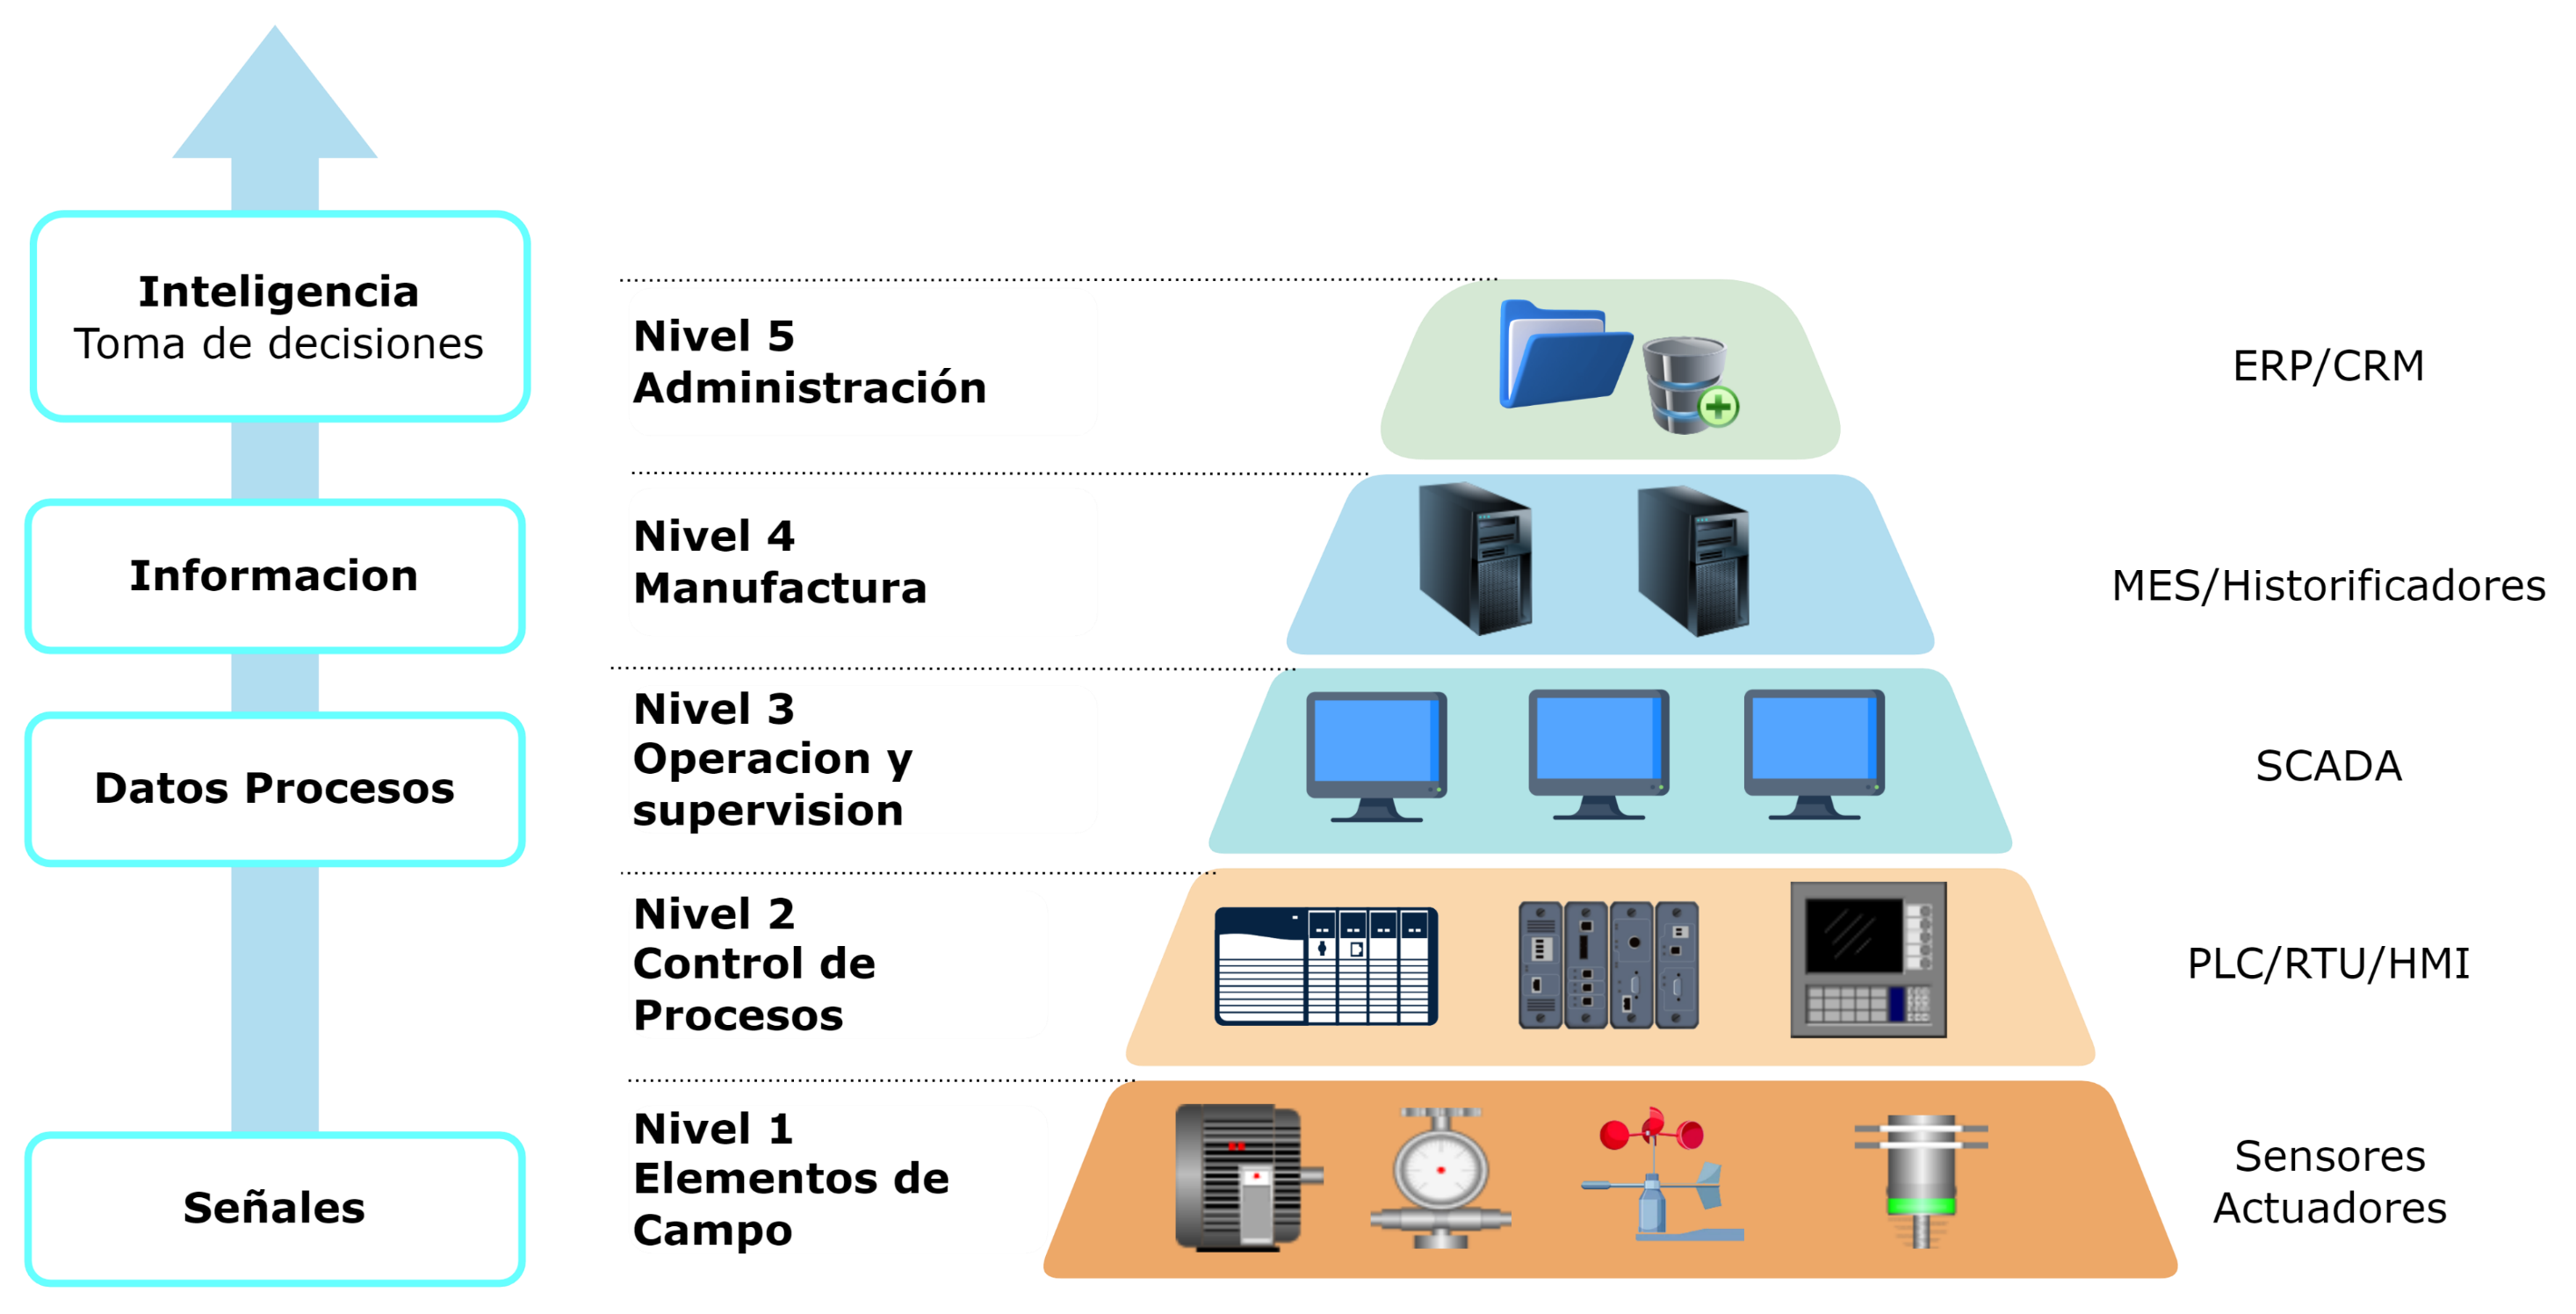 Inteligencia
Toma de decisiones
Informacion
Datos Procesos
Señales
Nivel 5
Administración
Nivel 4
Manufactura
Nivel 3
Operacion y
supervision
Nivel 2
Control de
Procesos
Nivel 1
Elementos de
Campo
ERP/CRM
MES/Historificadores
SCADA
PLC/RTU/HMI
Sensores
Actuadores